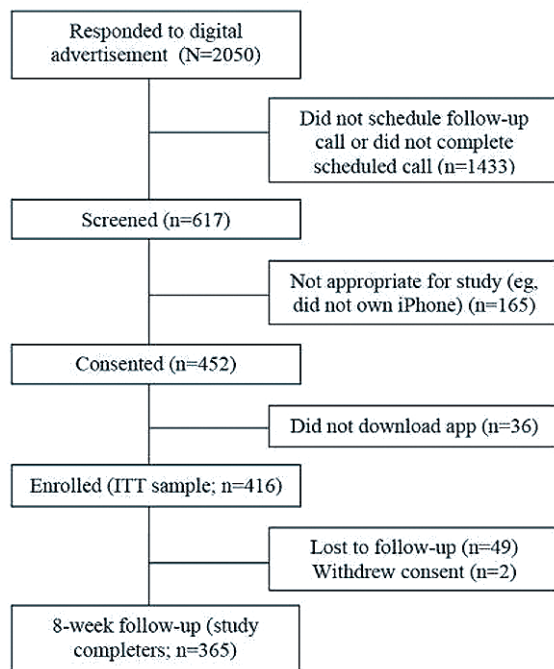 Responded to digital
advertisement (N=2050)
Did not schedule follow-up
call or did not complete
scheduled call (n=1433)
Screened (n=617)
Not appropriate for study (eg,
did not own iPhone) (n=165)
Consented (n=452)
Did not download app (n=36)
Enrolled (ITT sample; n=416)
Lost to follow-up (n=49)
Withdrew consent (n=2)
8-week follow-up (study
completers; n=365)